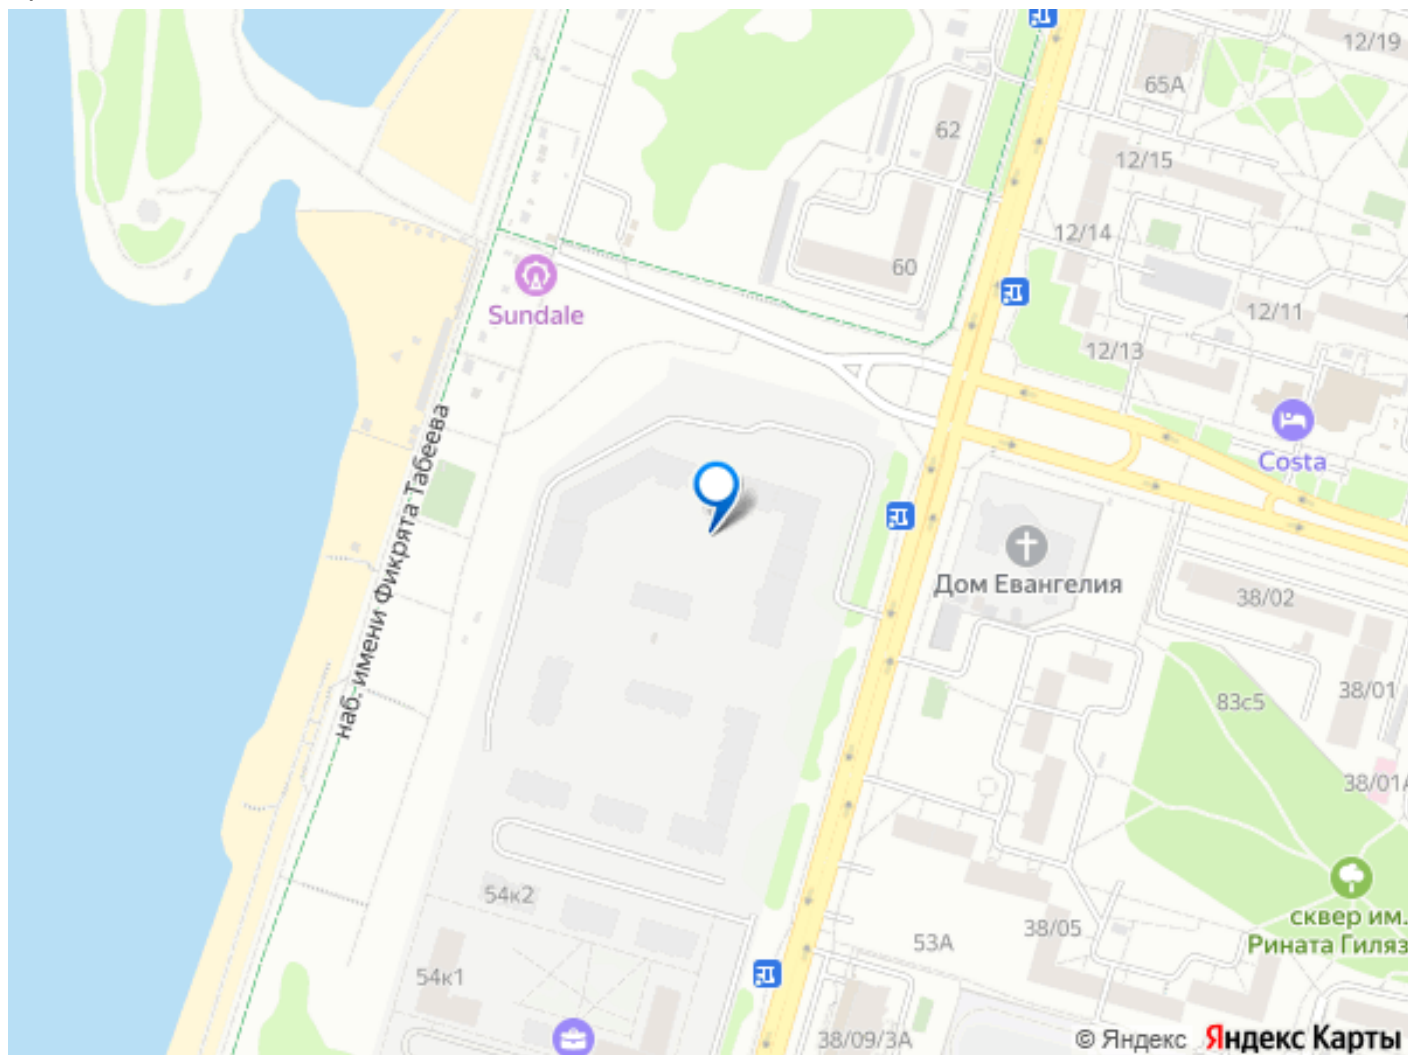 12/19
65А
62
12/15
12/14
60
Sundale
12/11
12/13
наб. имени Фикрята Табеева
Costa
Дом Евангелия
38/02
38/01
83с5
38/01А
54к2
сквер им.
Рината Гиляз
38/05
53А
54к1
38/09/3А
© Яндекс Яндекс Карты